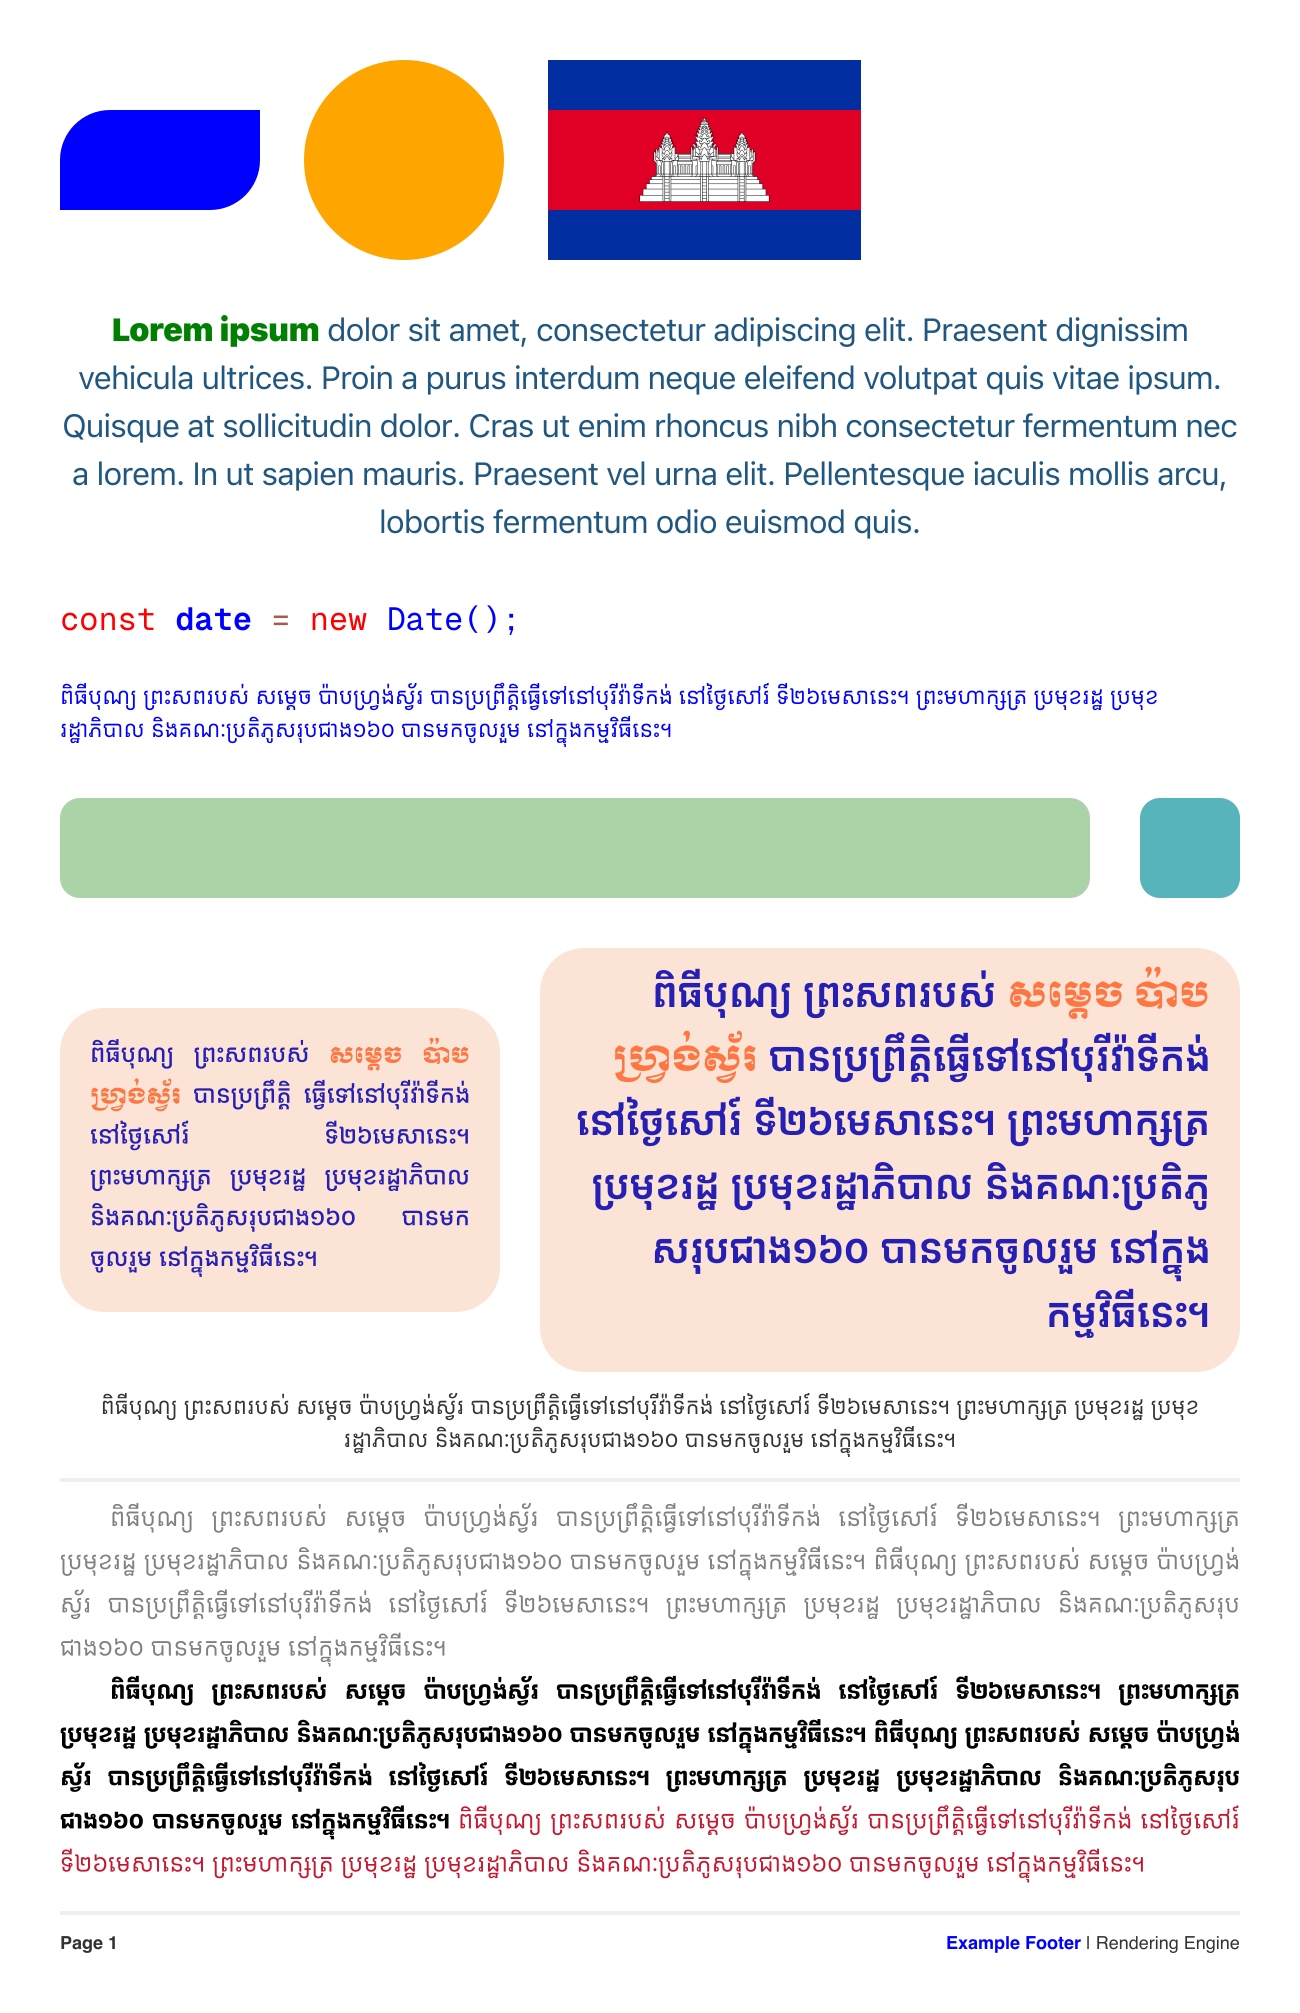 Lorem ipsum dolor sit amet, consectetur adipiscing elit. Praesent dignissim
vehicula ultrices. Proin a purus interdum neque eleifend volutpat quis vitae ipsum.
Quisque at sollicitudin dolor. Cras ut enim rhoncus nibh consectetur fermentum nec
a lorem. In ut sapien mauris. Praesent vel urna elit. Pellentesque iaculis mollis arcu,
lobortis fermentum odio euismod quis.
const date = new Date();
ពិធីបុណ្យ ព្រះសពរបស់ សម្ដេច ប៉ាបហ្វ្រង់ស្វ័រ បានប្រព្រឹត្តិធ្វើទៅនៅបុរីវ៉ាទីកង់ នៅថ្ងៃសៅរ៍ ទី២៦មេសានេះ។ ព្រះមហាក្សត្រ ប្រមុខរដ្ឋ ប្រមុខ
រដ្ឋាភិបាល និងគណៈប្រតិភូសរុបជាង១៦០ បានមកចូលរួម នៅក្នុងកម្មវិធីនេះ។
ពិធីបុណ្យ ព្រះសពរបស់ សម្ដេច ប៉ាប
ហ្វ្រង់ស្វ័រ បានប្រព្រឹត្តិ ធ្វើទៅនៅបុរីវ៉ាទីកង់
នៅថ្ងៃសៅរ៍ ទី២៦មេសានេះ។
ព្រះមហាក្សត្រ ប្រមុខរដ្ឋ ប្រមុខរដ្ឋាភិបាល
និងគណៈប្រតិភូសរុបជាង១៦០ បានមក
ចូលរួម នៅក្នុងកម្មវិធីនេះ។
ពិធីបុណ្យ ព្រះសពរបស់ សម្ដេច ប៉ាប
ហ្វ្រង់ស្វ័រ បានប្រព្រឹត្តិធ្វើទៅនៅបុរីវ៉ាទីកង់
នៅថ្ងៃសៅរ៍ ទី២៦មេសានេះ។ ព្រះមហាក្សត្រ
ប្រមុខរដ្ឋ ប្រមុខរដ្ឋាភិបាល និងគណៈប្រតិភូ
សរុបជាង១៦០ បានមកចូលរួម នៅក្នុង
កម្មវិធីនេះ។
ពិធីបុណ្យ ព្រះសពរបស់ សម្ដេច ប៉ាបហ្វ្រង់ស្វ័រ បានប្រព្រឹត្តិធ្វើទៅនៅបុរីវ៉ាទីកង់ នៅថ្ងៃសៅរ៍ ទី២៦មេសានេះ។ ព្រះមហាក្សត្រ ប្រមុខរដ្ឋ ប្រមុខ
រដ្ឋាភិបាល និងគណៈប្រតិភូសរុបជាង១៦០ បានមកចូលរួម នៅក្នុងកម្មវិធីនេះ។
ពិធីបុណ្យ ព្រះសពរបស់ សម្ដេច ប៉ាបហ្វ្រង់ស្វ័រ បានប្រព្រឹត្តិធ្វើទៅនៅបុរីវ៉ាទីកង់ នៅថ្ងៃសៅរ៍ ទី២៦មេសានេះ។ ព្រះមហាក្សត្រ
ប្រមុខរដ្ឋ ប្រមុខរដ្ឋាភិបាល និងគណៈប្រតិភូសរុបជាង១៦០ បានមកចូលរួម នៅក្នុងកម្មវិធីនេះ។ ពិធីបុណ្យ ព្រះសពរបស់ សម្ដេច ប៉ាបហ្វ្រង់
ស្វ័រ បានប្រព្រឹត្តិធ្វើទៅនៅបុរីវ៉ាទីកង់ នៅថ្ងៃសៅរ៍ ទី២៦មេសានេះ។ ព្រះមហាក្សត្រ ប្រមុខរដ្ឋ ប្រមុខរដ្ឋាភិបាល និងគណៈប្រតិភូសរុប
ជាង១៦០ បានមកចូលរួម នៅក្នុងកម្មវិធីនេះ។
ពិធីបុណ្យ ព្រះសពរបស់ សម្ដេច ប៉ាបហ្វ្រង់ស្វ័រ បានប្រព្រឹត្តិធ្វើទៅនៅបុរីវ៉ាទីកង់ នៅថ្ងៃសៅរ៍ ទី២៦មេសានេះ។ ព្រះមហាក្សត្រ
ប្រមុខរដ្ឋ ប្រមុខរដ្ឋាភិបាល និងគណៈប្រតិភូសរុបជាង១៦០ បានមកចូលរួម នៅក្នុងកម្មវិធីនេះ។ ពិធីបុណ្យ ព្រះសពរបស់ សម្ដេច ប៉ាបហ្វ្រង់
ស្វ័រ បានប្រព្រឹត្តិធ្វើទៅនៅបុរីវ៉ាទីកង់ នៅថ្ងៃសៅរ៍ ទី២៦មេសានេះ។ ព្រះមហាក្សត្រ ប្រមុខរដ្ឋ ប្រមុខរដ្ឋាភិបាល និងគណៈប្រតិភូសរុប
ជាង១៦០ បានមកចូលរួម នៅក្នុងកម្មវិធីនេះ។ ពិធីបុណ្យ ព្រះសពរបស់ សម្ដេច ប៉ាបហ្វ្រង់ស្វ័រ បានប្រព្រឹត្តិធ្វើទៅនៅបុរីវ៉ាទីកង់ នៅថ្ងៃសៅរ៍
ទី២៦មេសានេះ។ ព្រះមហាក្សត្រ ប្រមុខរដ្ឋ ប្រមុខរដ្ឋាភិបាល និងគណៈប្រតិភូសរុបជាង១៦០ បានមកចូលរួម នៅក្នុងកម្មវិធីនេះ។
Page 1
Example Footer | Rendering Engine